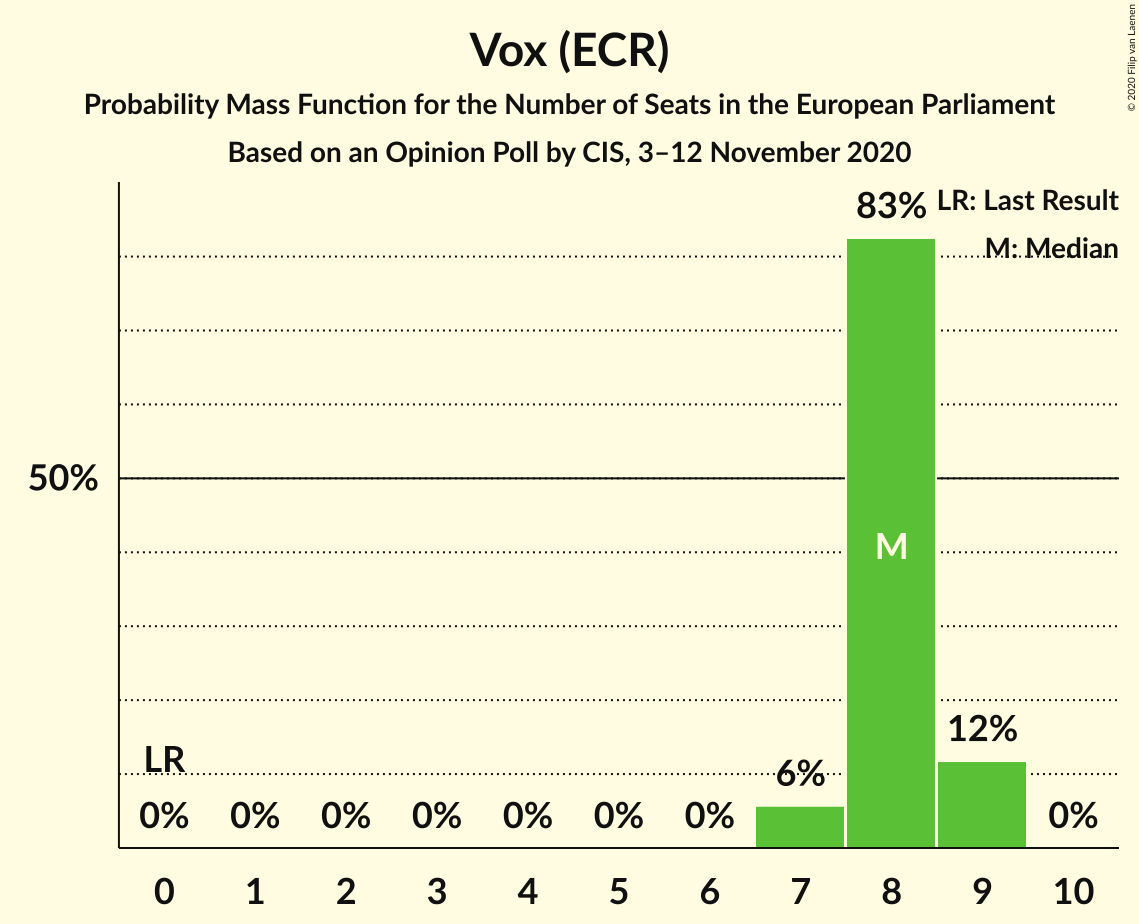 Vox (ECR)
Probability Mass Function for the Number of Seats in the European Parliament
Based on an Opinion Poll by CIS, 3–12 November 2020
© 2020 Filip van Laenen
LR: Last Result
M: Median
83%
50%
M
12%
LR
6%
0% 0% 0% 0% 0% 0% 0% 0%
0 1 2 3 4 5 6 7 8 9 10